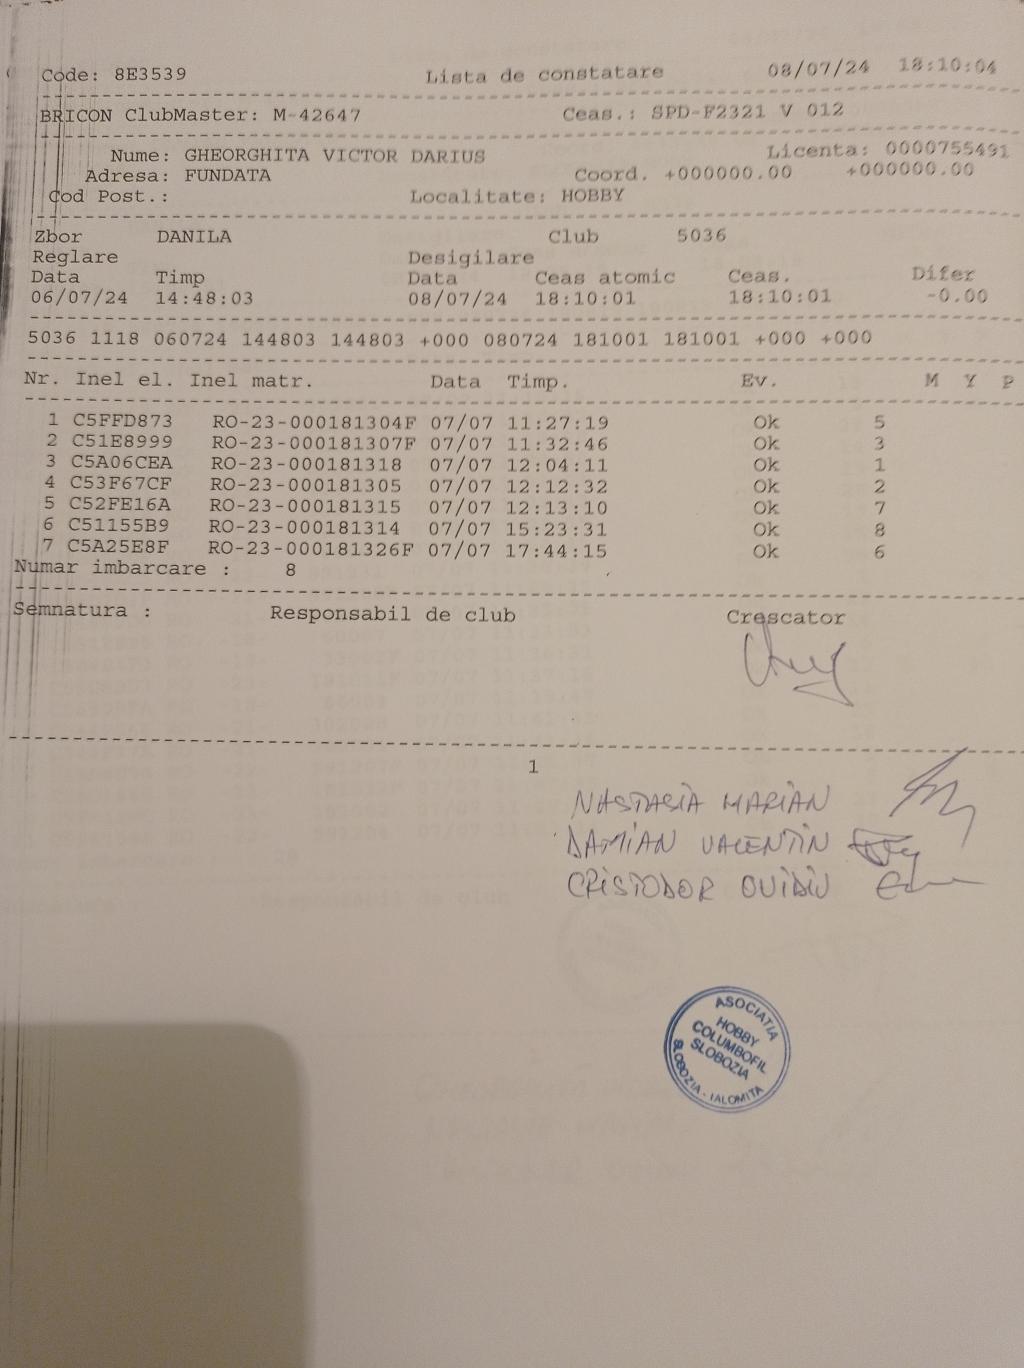 Code: 8E3539 Lista de constatare 08/07/24 18:10:04
BRICON ClubMaster: M-42647 Ceas.: SPD-F2321 V 012
Nume: GHEORGHITA VICTOR DARIUS Licenta: 0000755491
Adresa: FUNDATA Coord. +000000.00 +000000.00
Cod Post.: Localitate: HOBBY
Zbor DANILA Club 5036
Reglare Desigilare
Data Timp Data Ceas atomic Ceas. Difer
06/07/24 14:48:03 08/07/24 18:10:01 18:10:01 -0.00
5036 1118 060724 144803 144803 +000 080724 181001 181001 +000 +000
Nr. Inel el. Inel matr. Data Timp. Ev. M Y P
1 C5FFD873 RO-23-000181304F 07/07 11:27:19 Ok 5
2 C51E8999 RO-23-000181307F 07/07 11:32:46 Ok 3
3 C5A06CEA RO-23-000181318 07/07 12:04:11 Ok 1
4 C53F67CF RO-23-000181305 07/07 12:12:32 Ok 2
5 C52FE16A RO-23-000181315 07/07 12:13:10 Ok 7
6 C51155B9 RO-23-000181314 07/07 15:23:31 Ok 8
7 C5A25E8F RO-23-000181326F 07/07 17:44:15 Ok 6
Numar imbarcare : 8
Semnatura : Responsabil de club Crescator
1
NASTASIA MARIAN
DAMIAN VALENTIN
CRISTODOR OVIDIU
ASOCIATIA
HOBBY
COLUMBOFIL
SLOBOZIA
SLOBOZIA - IALOMITA